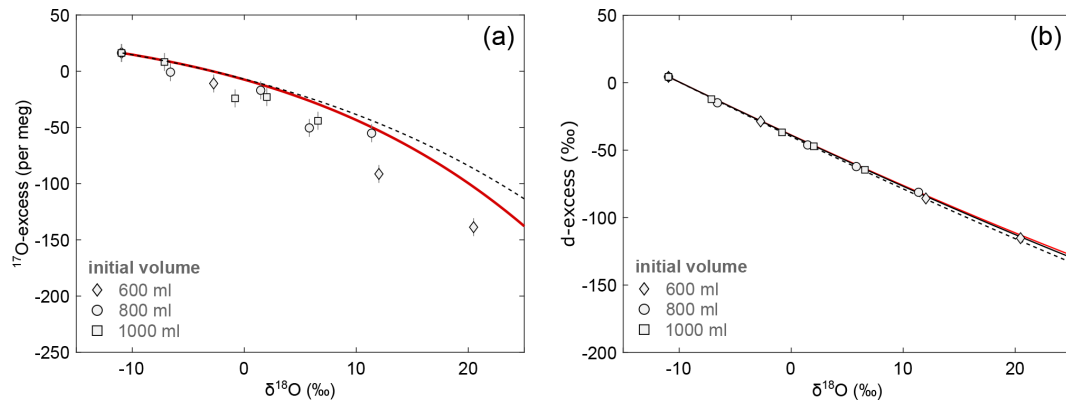 (a)
50
0
-50
-100
-150
-200
-250
¹⁷O-excess (per meg)
initial volume
600 ml
800 ml
1000 ml
-10 0 10 20
δ¹⁸O (‰)
(b)
50
0
-50
-100
-150
-200
d-excess (‰)
initial volume
600 ml
800 ml
1000 ml
-10 0 10 20
δ¹⁸O (‰)